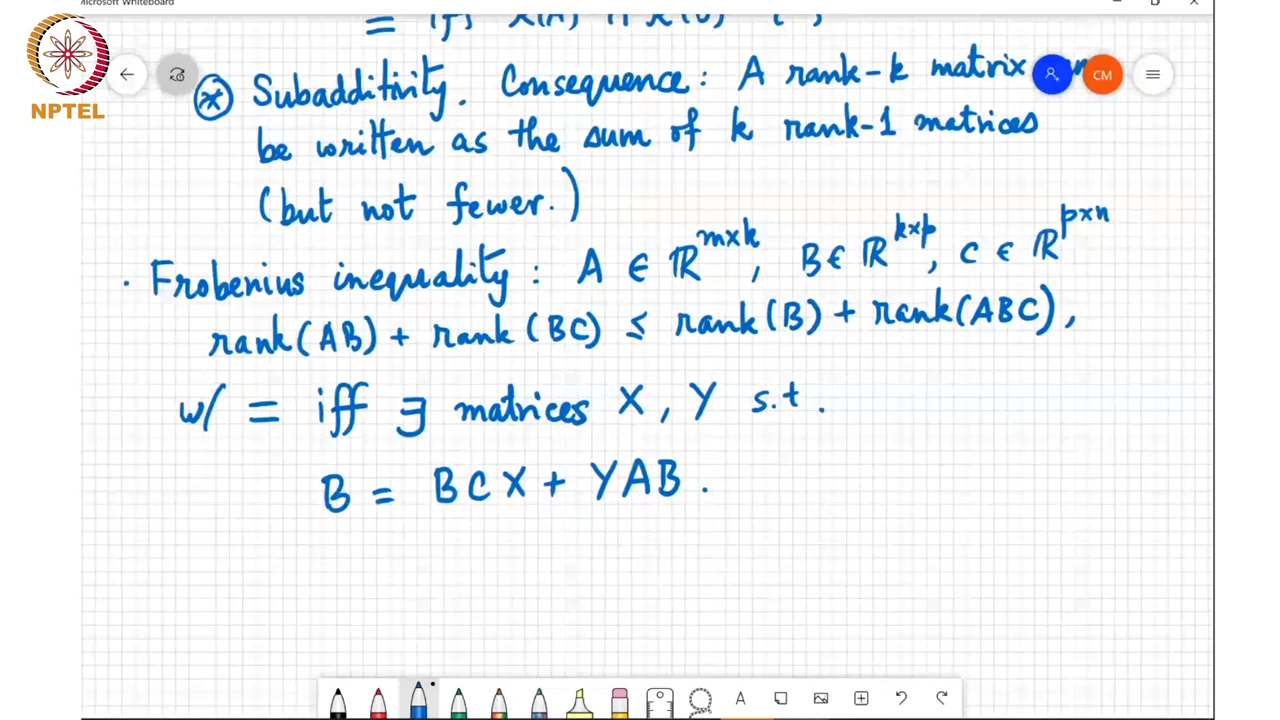 Microsoft Whiteboard
NPTEL
CM
* Subadditivity. Consequence: A rank-k matrix
be written as the sum of k rank-1 matrices
(but not fewer.)
· Frobenius inequality: A ∈ ℝ^{m×k}, B ∈ ℝ^{k×p}, C ∈ ℝ^{p×n}
rank(AB) + rank(BC) ≤ rank(B) + rank(ABC),
w/ = iff ∃ matrices X, Y s.t.
B = BCX + YAB.
A